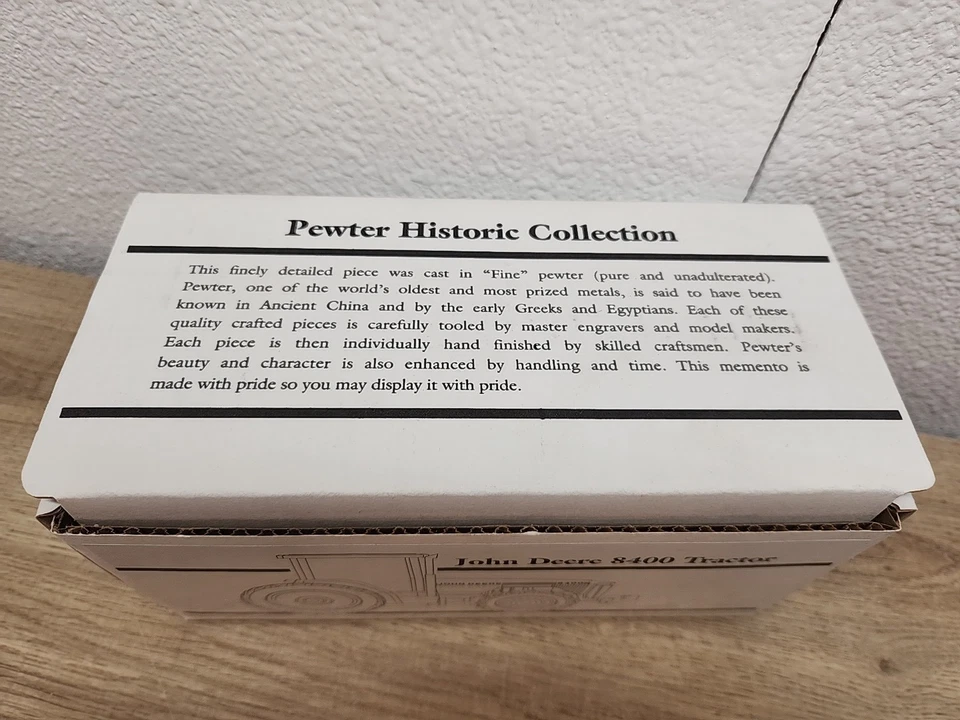 Pewter Historic Collection
This finely detailed piece was cast in “Fine” pewter (pure and unadulterated).
Pewter, one of the world’s oldest and most prized metals, is said to have been
known in Ancient China and by the early Greeks and Egyptians. Each of these
quality crafted pieces is carefully tooled by master engravers and model makers.
Each piece is then individually hand finished by skilled craftsmen. Pewter’s
beauty and character is also enhanced by handling and time. This memento is
made with pride so you may display it with pride.
John Deere 8400 Tractor
JOHN DEERE